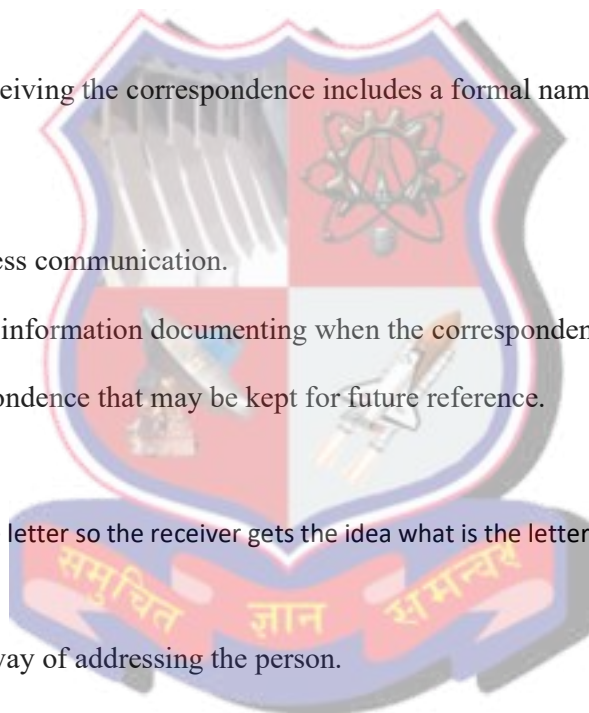 eiving the correspondence includes a formal nam
ess communication.
information documenting when the corresponden
ondence that may be kept for future reference.
letter so the receiver gets the idea what is the letter
समुचित ज्ञान समन्वय
way of addressing the person.